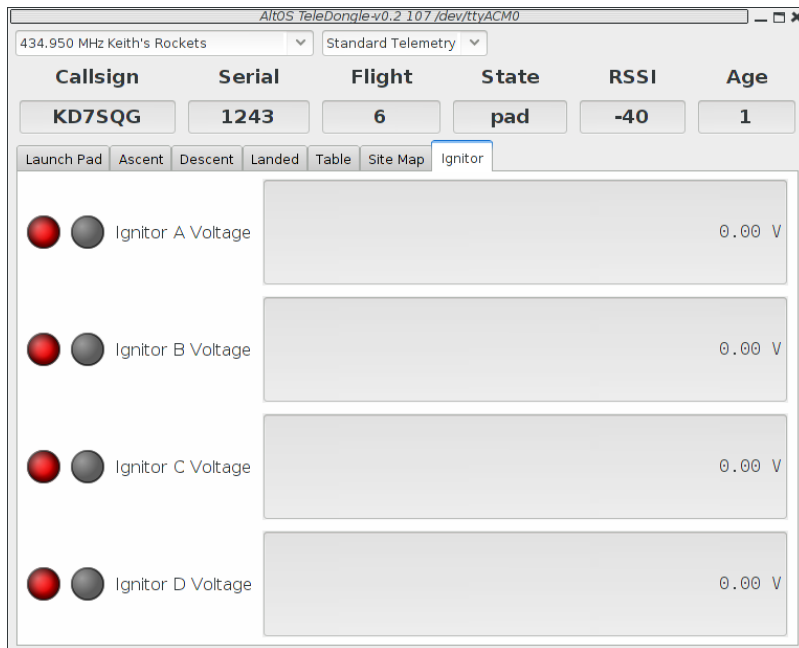 AltOS TeleDongle-v0.2 107 /dev/ttyACM0
434.950 MHz Keith's Rockets Standard Telemetry
Callsign Serial Flight State RSSI Age
KD7SQG 1243 6 pad -40 1
Launch Pad Ascent Descent Landed Table Site Map Ignitor
Ignitor A Voltage 0.00 V
Ignitor B Voltage 0.00 V
Ignitor C Voltage 0.00 V
Ignitor D Voltage 0.00 V